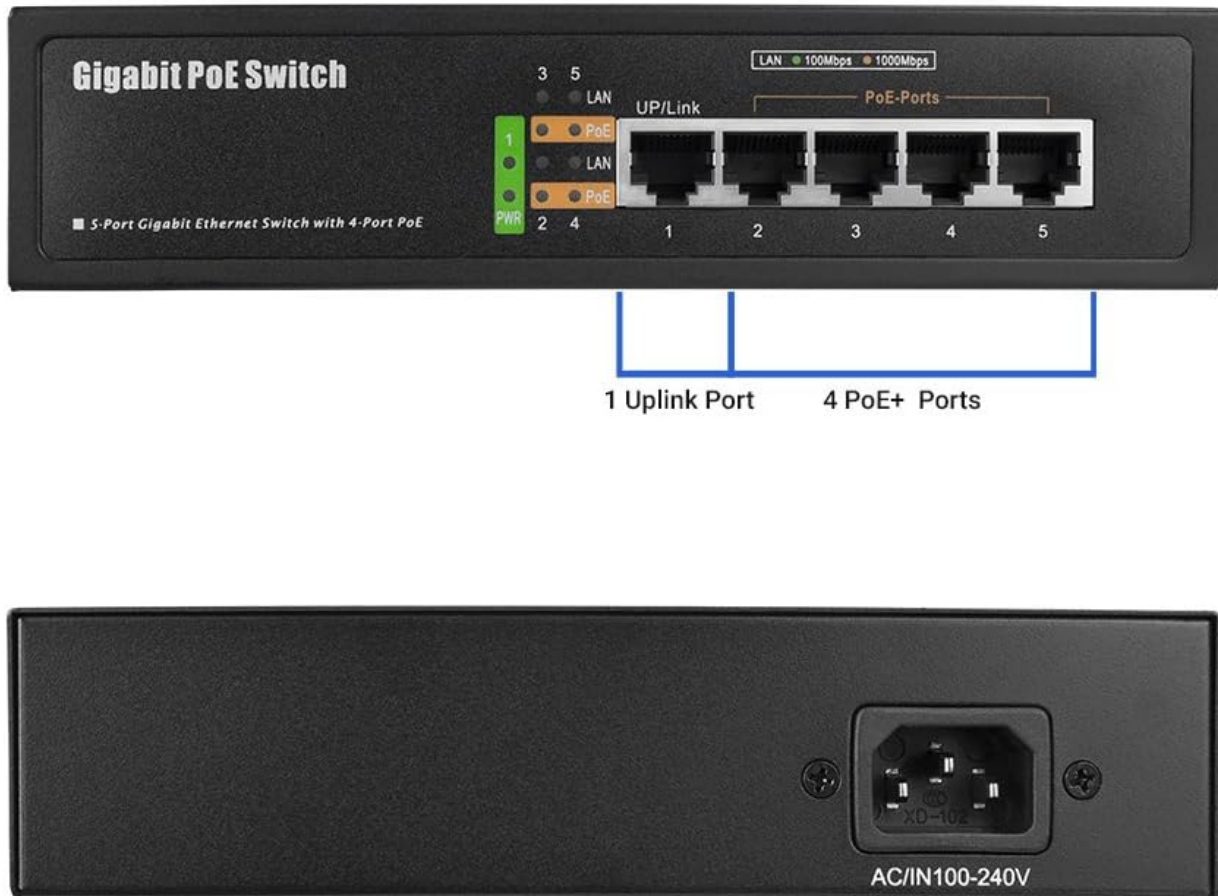 Gigabit PoE Switch
5-Port Gigabit Ethernet Switch with 4-Port PoE
3 5
LAN
1
PoE
LAN
PoE
PWR
2 4
LAN 100Mbps 1000Mbps
UP/Link
PoE-Ports
1 2 3 4 5
1 Uplink Port
4 PoE+ Ports
XD-102
AC/IN100-240V